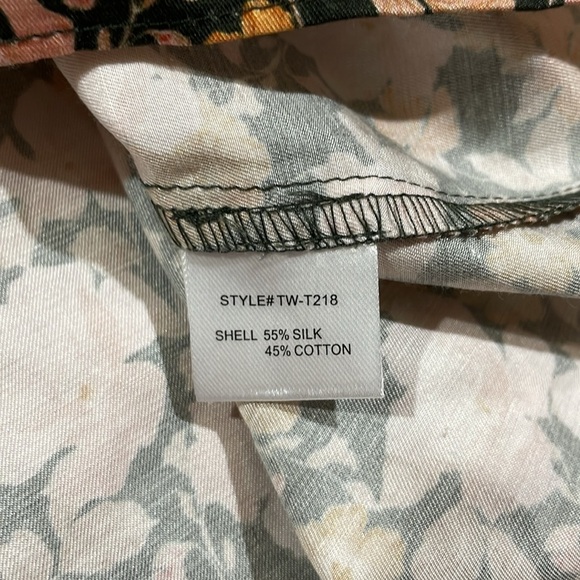 STYLE# TW-T218
SHELL 55% SILK
45% COTTON